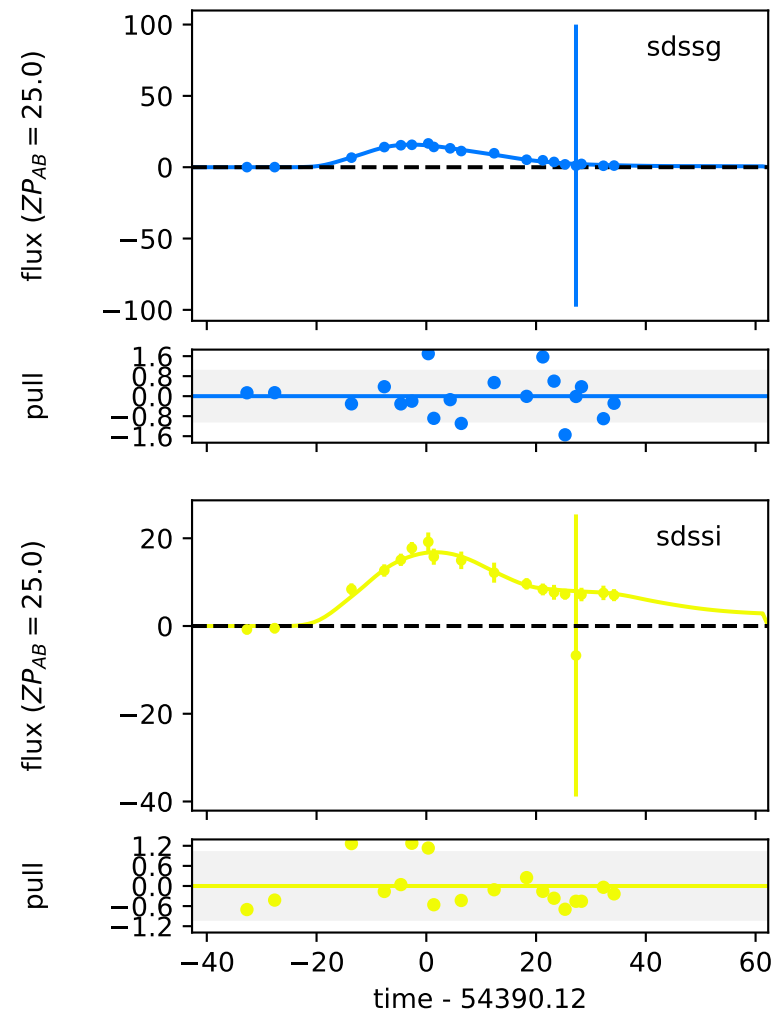 100
50
0
−50
−100
flux (ZP_AB = 25.0)
sdssg
1.6
0.8
0.0
−0.8
−1.6
pull
20
0
−20
−40
flux (ZP_AB = 25.0)
sdssi
1.2
0.6
0.0
−0.6
−1.2
pull
−40 −20 0 20 40 60
time - 54390.12